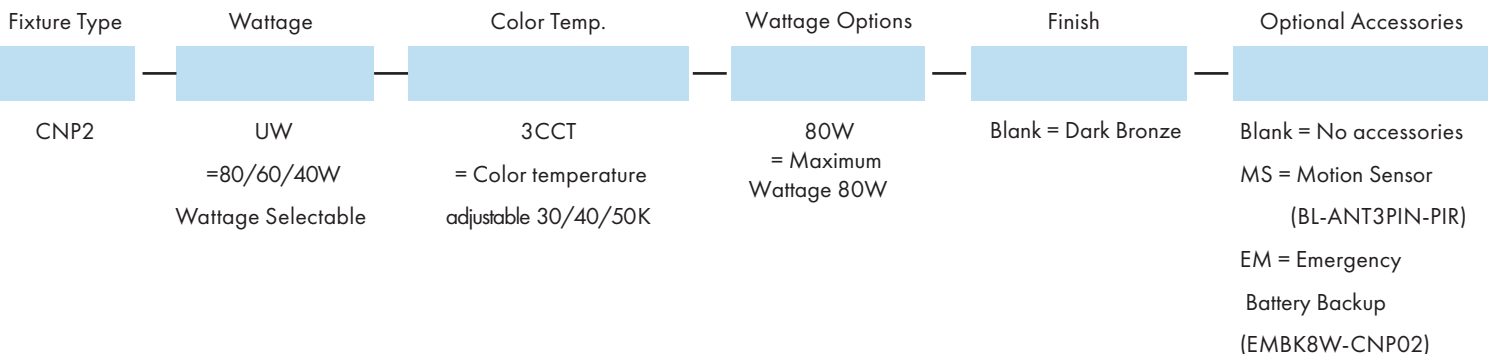 Fixture Type
Wattage
Color Temp.
Wattage Options
Finish
Optional Accessories
CNP2
UW
=80/60/40W
Wattage Selectable
3CCT
= Color temperature
adjustable 30/40/50K
80W
= Maximum
Wattage 80W
Blank = Dark Bronze
Blank = No accessories
MS = Motion Sensor
(BL-ANT3PIN-PIR)
EM = Emergency
Battery Backup
(EMBK8W-CNP02)